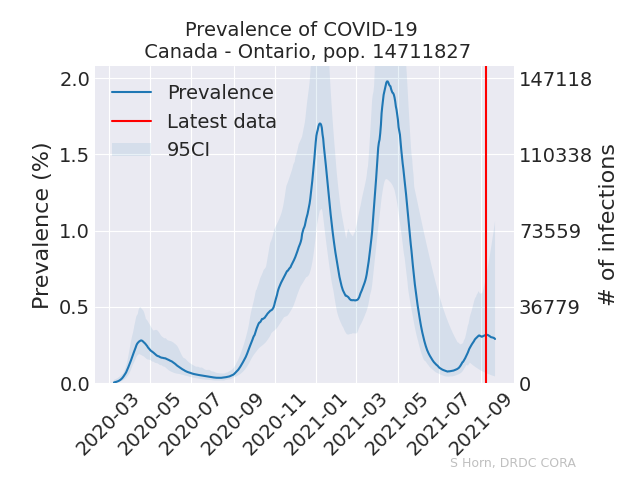 Prevalence of COVID-19
Canada - Ontario, pop. 14711827
Prevalence (%)
2.0
1.5
1.0
0.5
0.0
Prevalence
Latest data
95CI
147118
110338
73559
36779
0
# of infections
2020-03
2020-05
2020-07
2020-09
2020-11
2021-01
2021-03
2021-05
2021-07
2021-09
S Horn, DRDC CORA